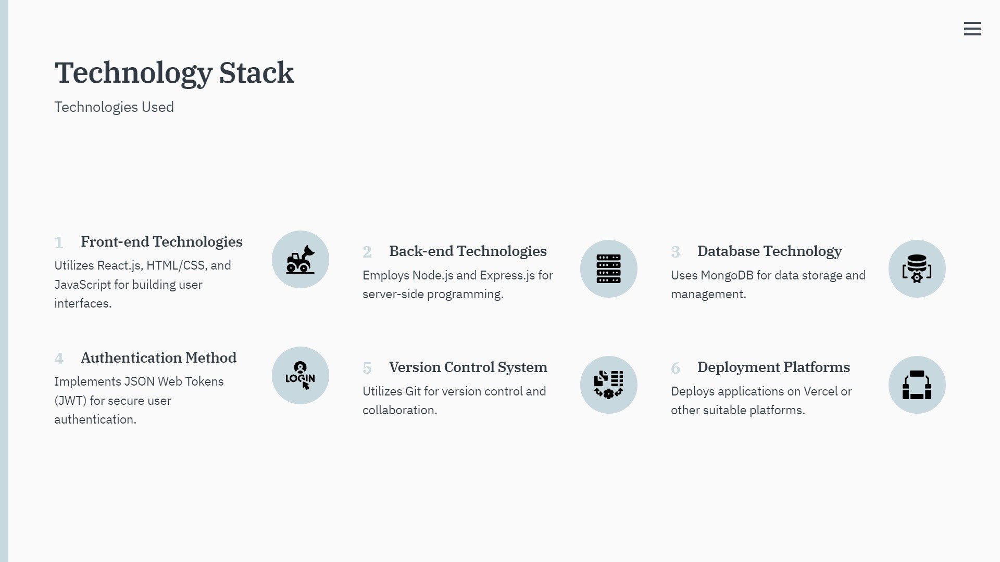 Technology Stack
Technologies Used
1 Front-end Technologies
Utilizes React.js, HTML/CSS, and
JavaScript for building user
interfaces.
2 Back-end Technologies
Employs Node.js and Express.js for
server-side programming.
3 Database Technology
Uses MongoDB for data storage and
management.
4 Authentication Method
Implements JSON Web Tokens
(JWT) for secure user
authentication.
LOGIN
5 Version Control System
Utilizes Git for version control and
collaboration.
6 Deployment Platforms
Deploys applications on Vercel or
other suitable platforms.